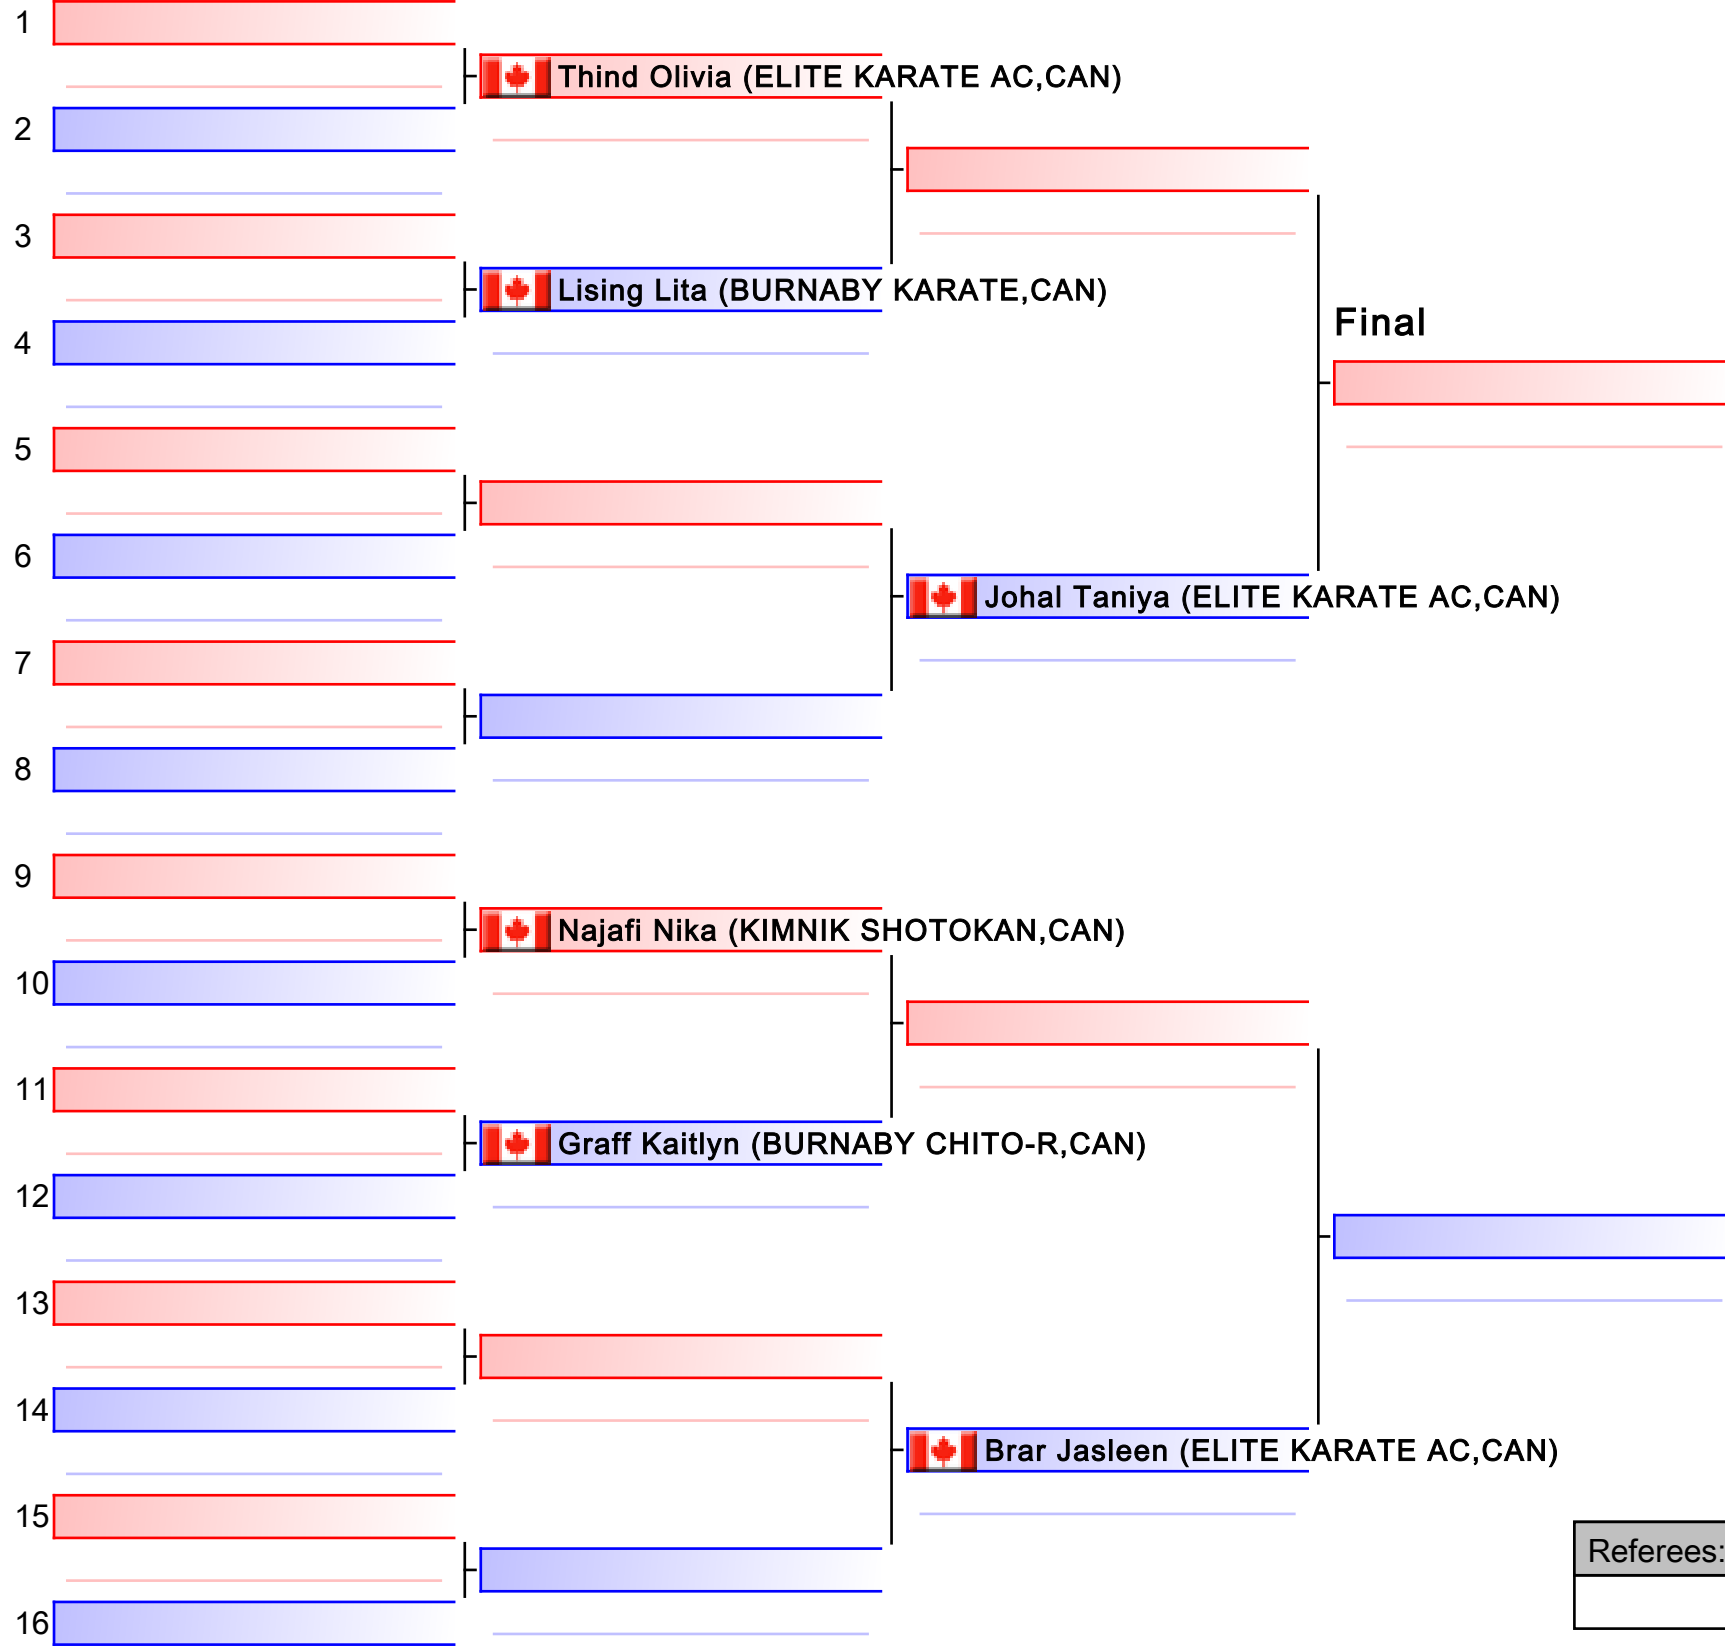 1
Thind Olivia (ELITE KARATE AC,CAN)
2
3
Lising Lita (BURNABY KARATE,CAN)
4
Final
5
6
Johal Taniya (ELITE KARATE AC,CAN)
7
8
9
Najafi Nika (KIMNIK SHOTOKAN,CAN)
10
11
Graff Kaitlyn (BURNABY CHITO-R,CAN)
12
13
14
Brar Jasleen (ELITE KARATE AC,CAN)
15
Referees:
16